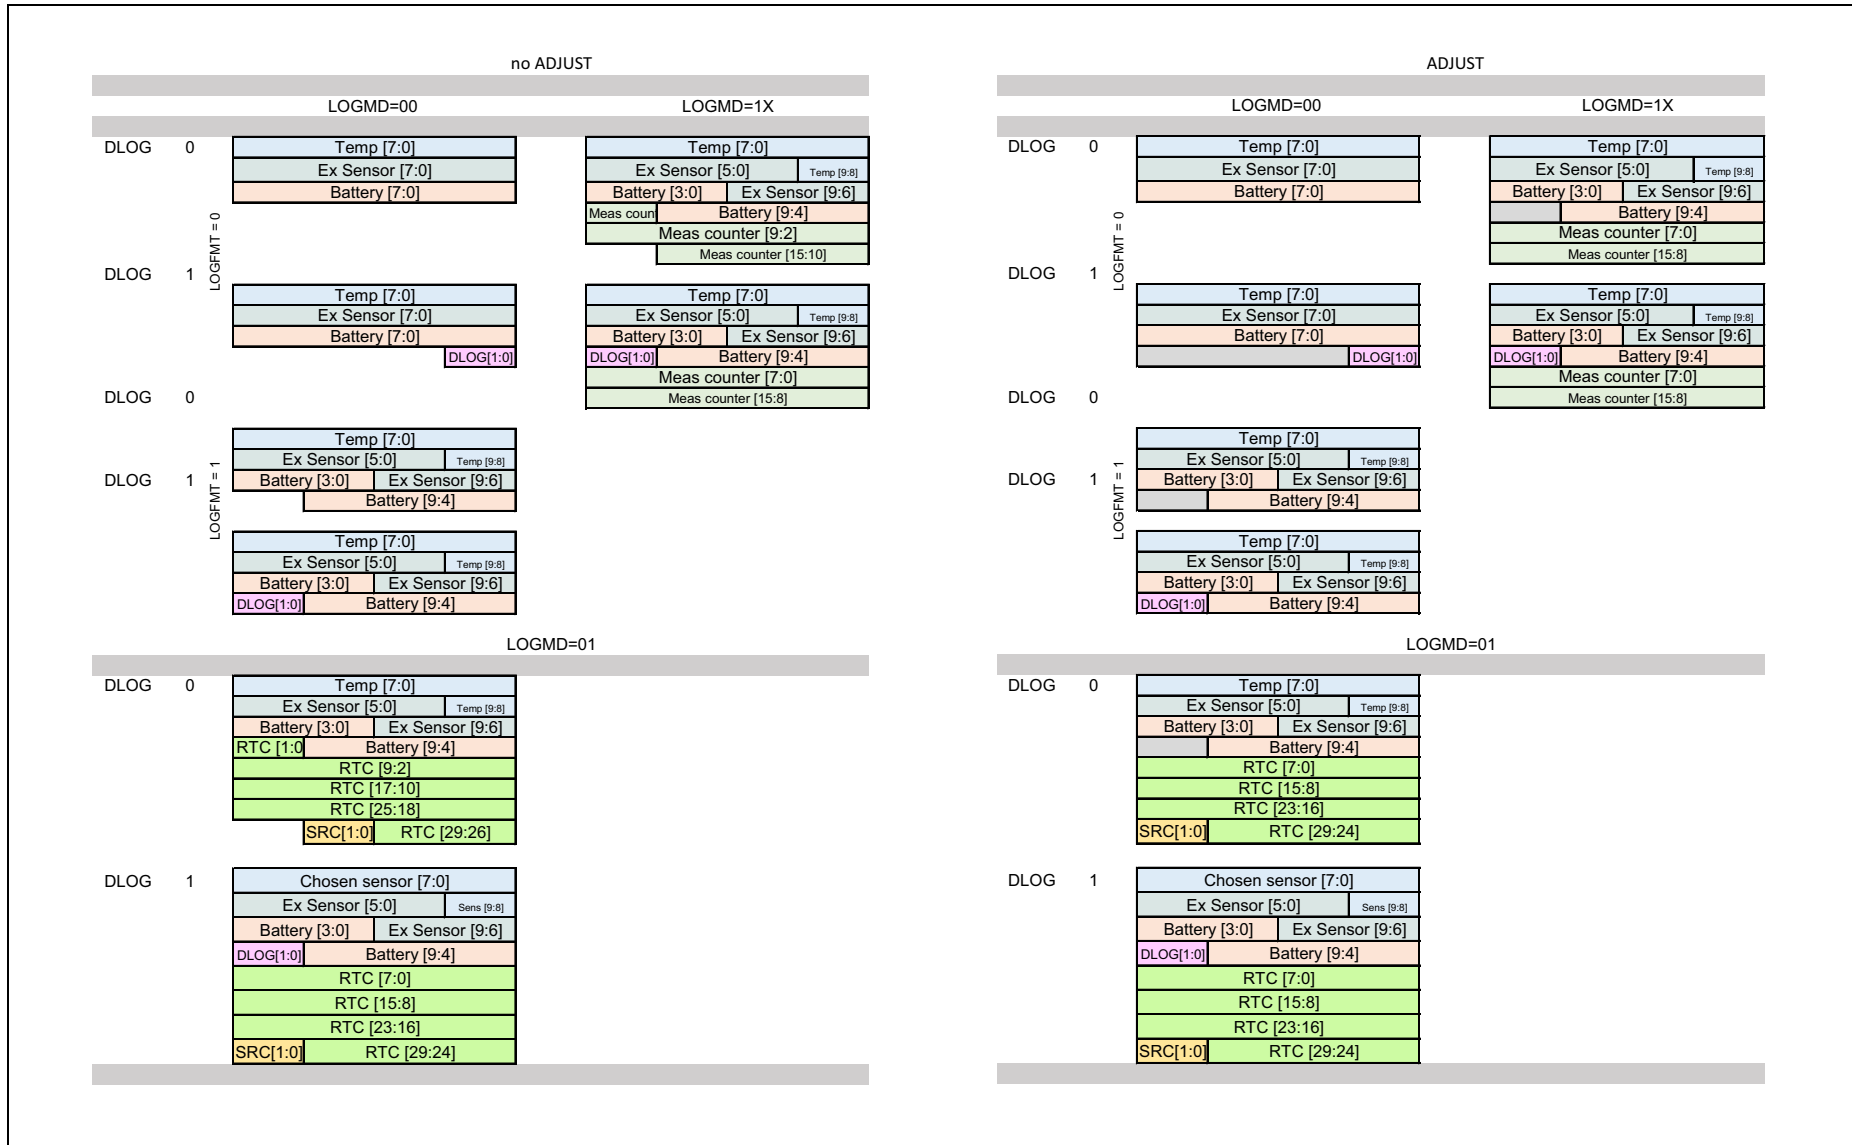 no ADJUST
LOGMD=00 LOGMD=1X
DLOG 0 Temp [7:0] Temp [7:0]
Ex Sensor [7:0] Ex Sensor [5:0] Temp [9:8]
Battery [7:0] Battery [3:0] Ex Sensor [9:6]
Meas coun Battery [9:4]
LOGFMT = 0
Meas counter [9:2]
Meas counter [15:10]
DLOG 1
Temp [7:0] Temp [7:0]
Ex Sensor [7:0] Ex Sensor [5:0] Temp [9:8]
Battery [7:0] Battery [3:0] Ex Sensor [9:6]
DLOG[1:0] DLOG[1:0] Battery [9:4]
Meas counter [7:0]
DLOG 0 Meas counter [15:8]
Temp [7:0]
Ex Sensor [5:0] Temp [9:8]
DLOG 1 Battery [3:0] Ex Sensor [9:6]
LOGFMT = 1
Battery [9:4]
Temp [7:0]
Ex Sensor [5:0] Temp [9:8]
Battery [3:0] Ex Sensor [9:6]
DLOG[1:0] Battery [9:4]
LOGMD=01
DLOG 0 Temp [7:0]
Ex Sensor [5:0] Temp [9:8]
Battery [3:0] Ex Sensor [9:6]
RTC [1:0 Battery [9:4]
RTC [9:2]
RTC [17:10]
RTC [25:18]
SRC[1:0] RTC [29:26]
DLOG 1 Chosen sensor [7:0]
Ex Sensor [5:0] Sens [9:8]
Battery [3:0] Ex Sensor [9:6]
DLOG[1:0] Battery [9:4]
RTC [7:0]
RTC [15:8]
RTC [23:16]
SRC[1:0] RTC [29:24]
ADJUST
LOGMD=00 LOGMD=1X
DLOG 0 Temp [7:0] Temp [7:0]
Ex Sensor [7:0] Ex Sensor [5:0] Temp [9:8]
Battery [7:0] Battery [3:0] Ex Sensor [9:6]
Battery [9:4]
LOGFMT = 0
Meas counter [7:0]
Meas counter [15:8]
DLOG 1
Temp [7:0] Temp [7:0]
Ex Sensor [7:0] Ex Sensor [5:0] Temp [9:8]
Battery [7:0] Battery [3:0] Ex Sensor [9:6]
DLOG[1:0] DLOG[1:0] Battery [9:4]
Meas counter [7:0]
DLOG 0 Meas counter [15:8]
Temp [7:0]
Ex Sensor [5:0] Temp [9:8]
DLOG 1 Battery [3:0] Ex Sensor [9:6]
LOGFMT = 1
Battery [9:4]
Temp [7:0]
Ex Sensor [5:0] Temp [9:8]
Battery [3:0] Ex Sensor [9:6]
DLOG[1:0] Battery [9:4]
LOGMD=01
DLOG 0 Temp [7:0]
Ex Sensor [5:0] Temp [9:8]
Battery [3:0] Ex Sensor [9:6]
Battery [9:4]
RTC [7:0]
RTC [15:8]
RTC [23:16]
SRC[1:0] RTC [29:24]
DLOG 1 Chosen sensor [7:0]
Ex Sensor [5:0] Sens [9:8]
Battery [3:0] Ex Sensor [9:6]
DLOG[1:0] Battery [9:4]
RTC [7:0]
RTC [15:8]
RTC [23:16]
SRC[1:0] RTC [29:24]